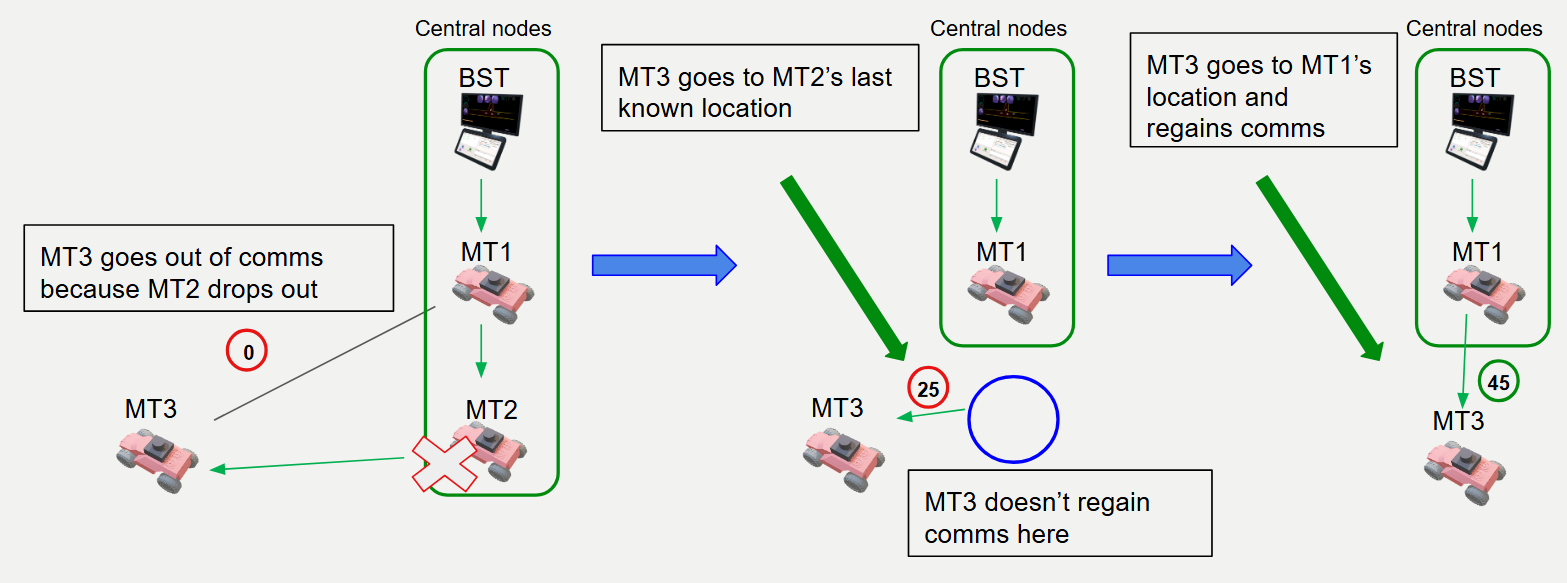 Central nodes
BST
MT1
MT2
MT3 goes out of comms
because MT2 drops out
0
MT3
Central nodes
MT3 goes to MT2’s last
known location
BST
MT1
25
MT3
MT3 doesn’t regain
comms here
Central nodes
MT3 goes to MT1’s
location and
regains comms
BST
MT1
45
MT3